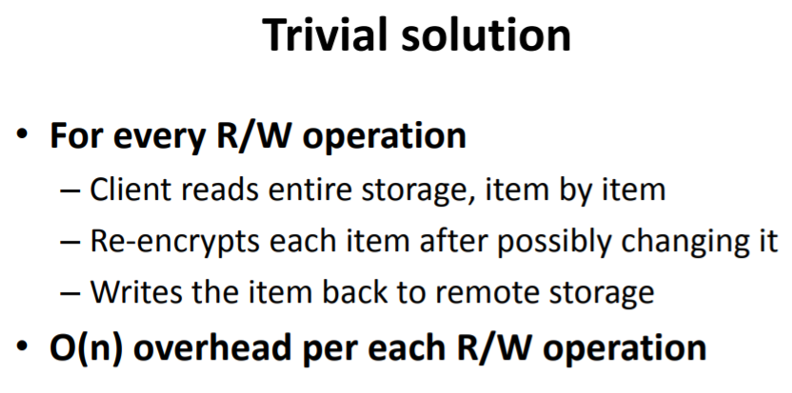 Trivial solution
• For every R/W operation
– Client reads entire storage, item by item
– Re-encrypts each item after possibly changing it
– Writes the item back to remote storage
• O(n) overhead per each R/W operation